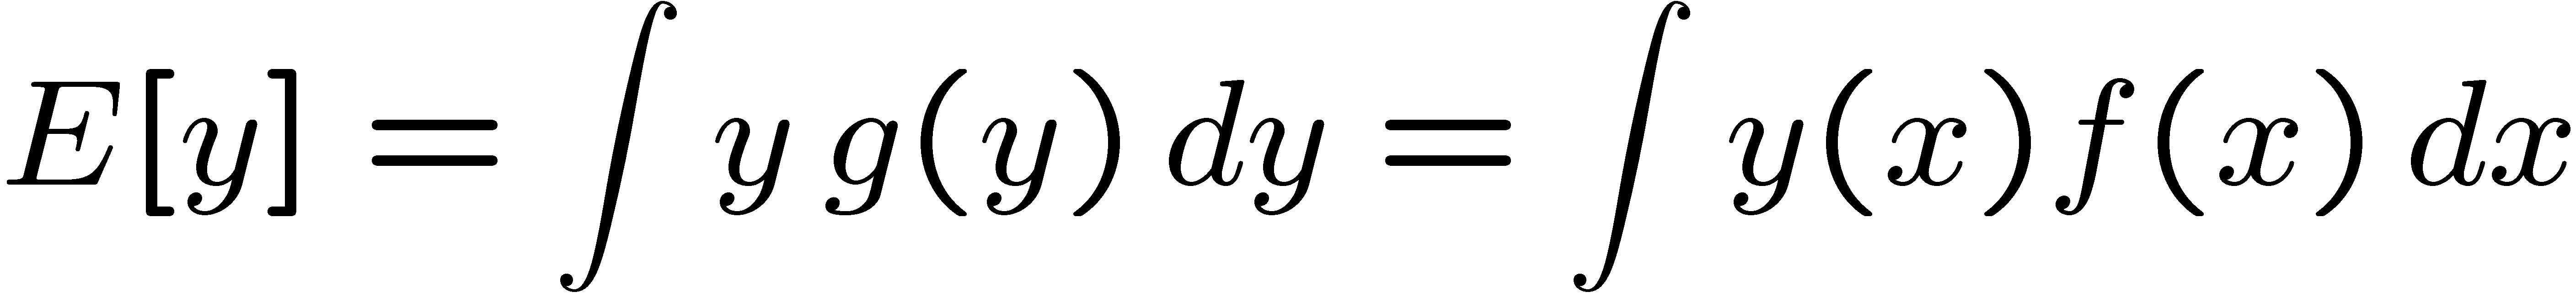 E[y] = ∫ y g(y) dy = ∫ y(x)f(x) dx